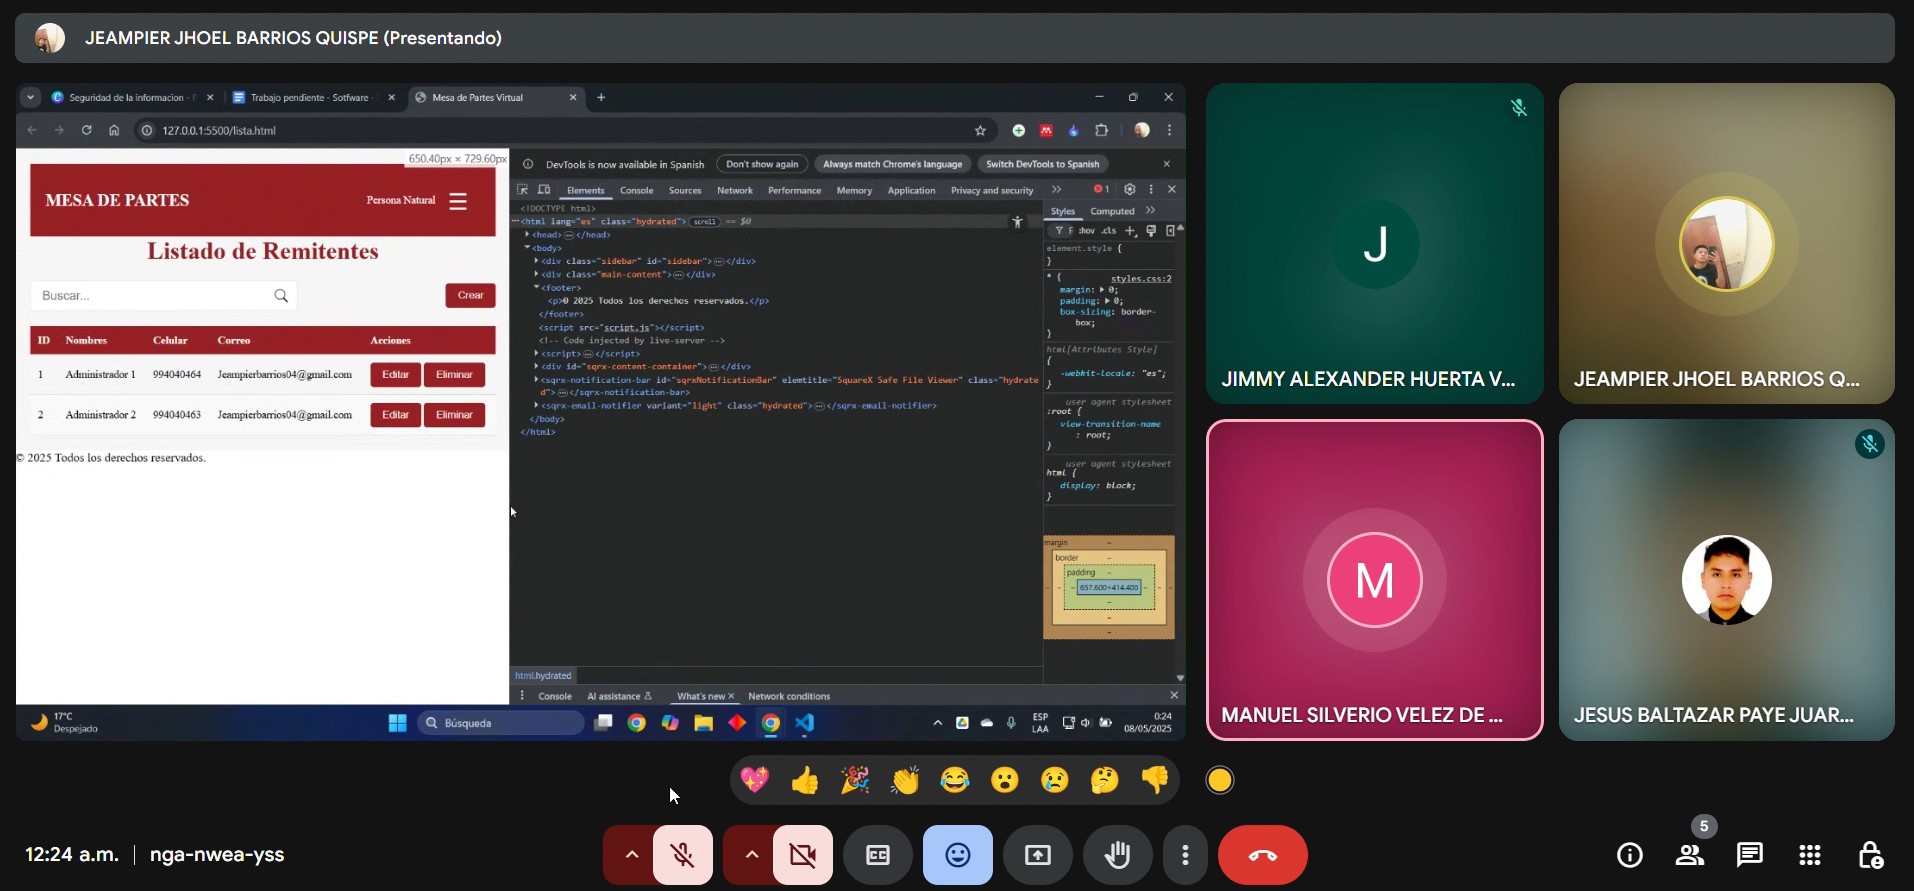 JEAMPIER JHOEL BARRIOS QUISPE (Presentando)
Seguridad de la informacion -
Trabajo pendiente - Sotfware
Mesa de Partes Virtual
127.0.0.1:5500/lista.html
650.40px × 729.60px
MESA DE PARTES
Persona Natural
Listado de Remitentes
Buscar...
Crear
ID Nombres Celular Correo Acciones
1 Administrador 1 994040464 Jeampierbarrios04@gmail.com Editar Eliminar
2 Administrador 2 994040463 Jeampierbarrios04@gmail.com Editar Eliminar
© 2025 Todos los derechos reservados.
DevTools is now available in Spanish Don't show again Always match Chrome's language Switch DevTools to Spanish
Elements Console Sources Network Performance Memory Application Privacy and security 1
<!DOCTYPE html>
<html lang="es" class="hydrated"> scroll == $0
<head></head>
<body>
<div class="sidebar" id="sidebar"></div>
<div class="main-content"></div>
<footer>
<p>© 2025 Todos los derechos reservados.</p>
</footer>
<script src="script.js"></script>
<!-- Code injected by live-server -->
<script></script>
<div id="sqrx-content-container"></div>
<sqrx-notification-bar id="sqrxNotificationBar" elemtitle="SquareX Safe File Viewer" class="hydrate
d"></sqrx-notification-bar>
<sqrx-email-notifier variant="light" class="hydrated"></sqrx-email-notifier>
</body>
</html>
Styles Computed
F :hov .cls
element.style {
}
* { styles.css:2
margin: 0;
padding: 0;
box-sizing: border-
box;
}
html[Attributes Style]
{
-webkit-locale: "es";
}
user agent stylesheet
:root {
view-transition-name
: root;
}
user agent stylesheet
html {
display: block;
}
margin
border
padding
657.600×414.400
html.hydrated
Console AI assistance What's new Network conditions
17°C
Despejado
Búsqueda
ESP
LAA
0:24
08/05/2025
J
JIMMY ALEXANDER HUERTA V...
JEAMPIER JHOEL BARRIOS Q...
M
MANUEL SILVERIO VELEZ DE ...
JESUS BALTAZAR PAYE JUAR...
12:24 a.m. | nga-nwea-yss
CC
5